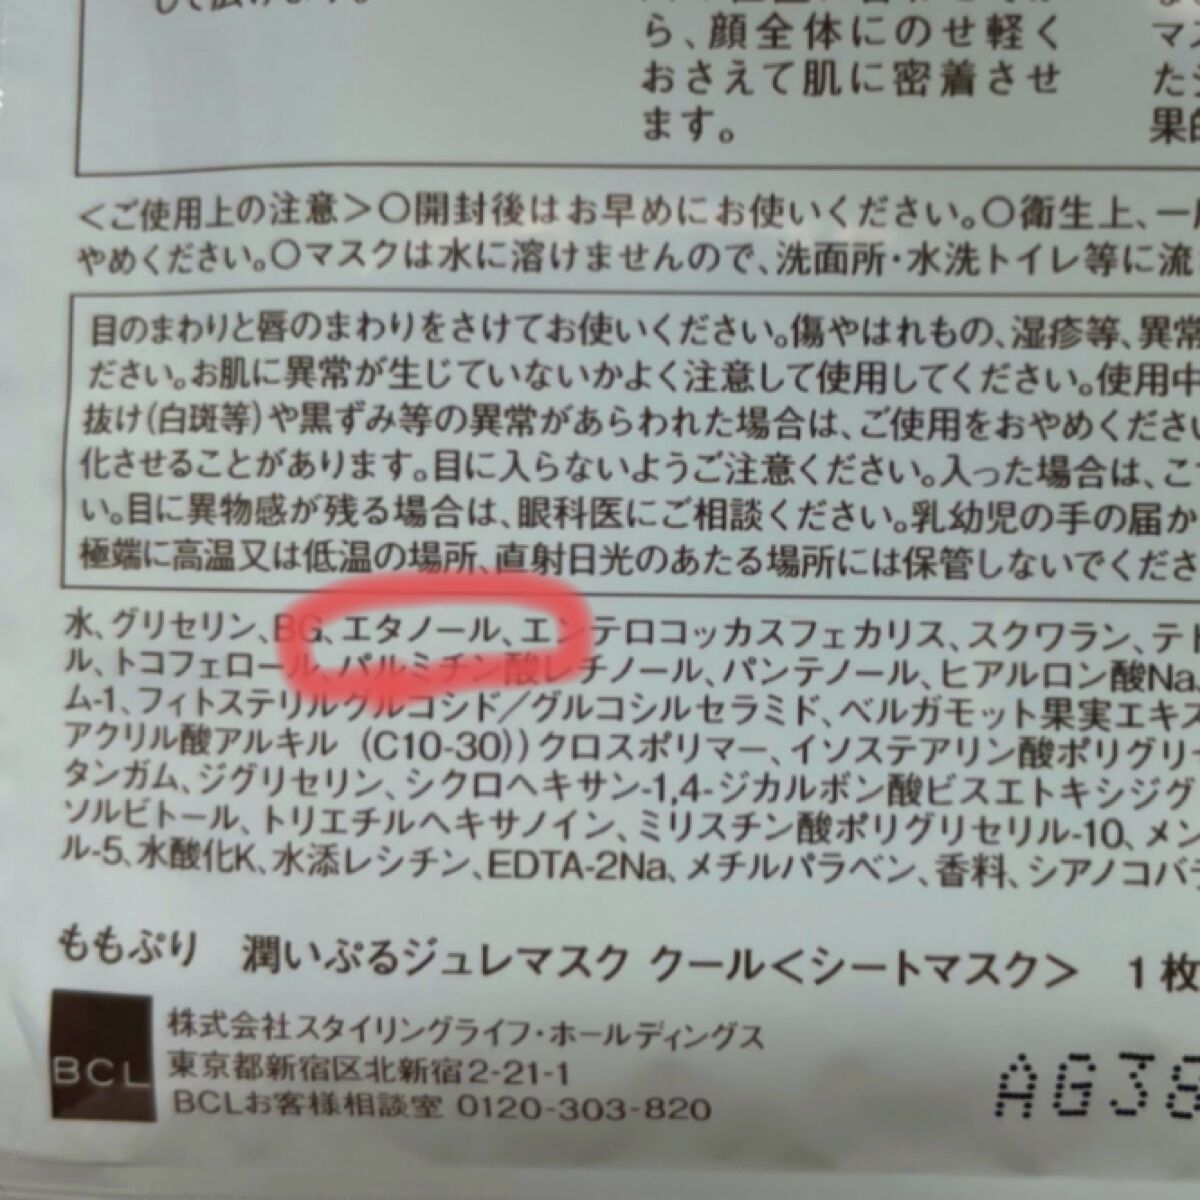 して広げます。
ら、顔全体にのせ軽く
おさえて肌に密着させ
ます。
マス
た
果的
＜ご使用上の注意＞○開封後はお早めにお使いください。○衛生上、一
やめください。○マスクは水に溶けませんので、洗面所・水洗トイレ等に流
目のまわりと唇のまわりをさけてお使いください。傷やはれもの、湿疹等、異常
ださい。お肌に異常が生じていないかよく注意して使用してください。使用中
抜け(白斑等)や黒ずみ等の異常があらわれた場合は、ご使用をおやめくださ
化させることがあります。目に入らないようご注意ください。入った場合は、こ
い。目に異物感が残る場合は、眼科医にご相談ください。乳幼児の手の届か
極端に高温又は低温の場所、直射日光のあたる場所には保管しないでくださ
水、グリセリン、BG、エタノール、エンテロコッカスフェカリス、スクワラン、テト
ル、トコフェロール、パルミチン酸レチノール、パンテノール、ヒアルロン酸Na、
ム-1、フィトステリルグルコシド／グルコシルセラミド、ベルガモット果実エキス
アクリル酸アルキル (C10-30))クロスポリマー、イソステアリン酸ポリグリセ
タンガム、ジグリセリン、シクロヘキサン-1,4-ジカルボン酸ビスエトキシジグ
ソルビトール、トリエチルヘキサノイン、ミリスチン酸ポリグリセリル-10、メン
ル-5、水酸化K、水添レシチン、EDTA-2Na、メチルパラベン、香料、シアノコバラ
ももぷり 潤いぷるジュレマスク クール＜シートマスク＞ 1枚
BCL
株式会社スタイリングライフ・ホールディングス
東京都新宿区北新宿2-21-1
BCLお客様相談室 0120-303-820
AG38